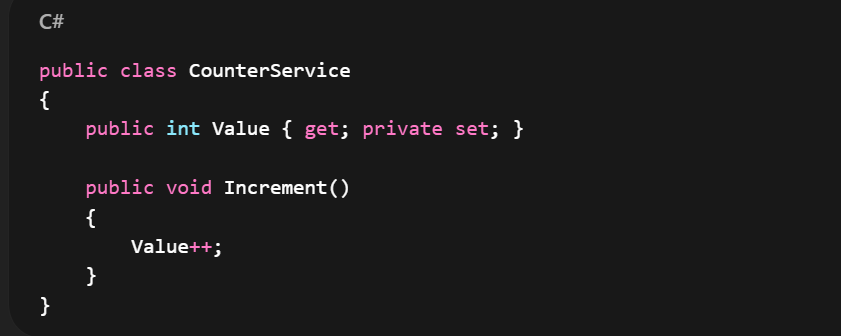 C#
public class CounterService
{
    public int Value { get; private set; }
    public void Increment()
    {
        Value++;
    }
}